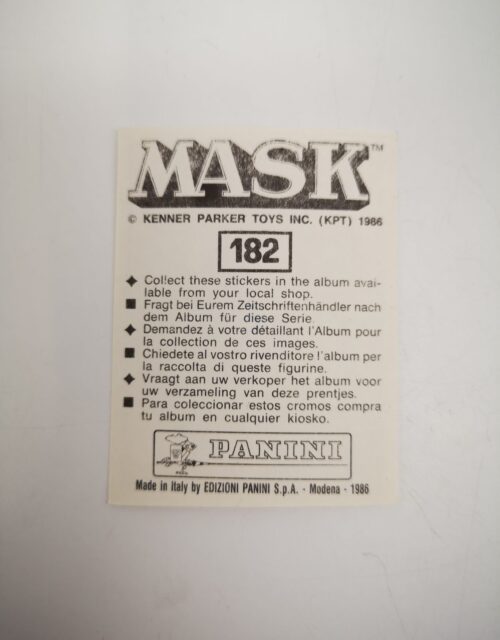 MASK™
© KENNER PARKER TOYS INC. (KPT) 1986
182
Collect these stickers in the album avai-
lable from your local shop.
Fragt bei Eurem Zeitschriftenhändler nach
dem Album für diese Serie.
Demandez à votre détaillant l'Album pour
la collection de ces images.
Chiedete al vostro rivenditore l'album per
la raccolta di queste figurine.
Vraagt aan uw verkoper het album voor
uw verzameling van deze prentjes.
Para coleccionar estos cromos compra
tu album en cualquier kiosko.
PANINI
Made in Italy by EDIZIONI PANINI S.p.A. - Modena - 1986